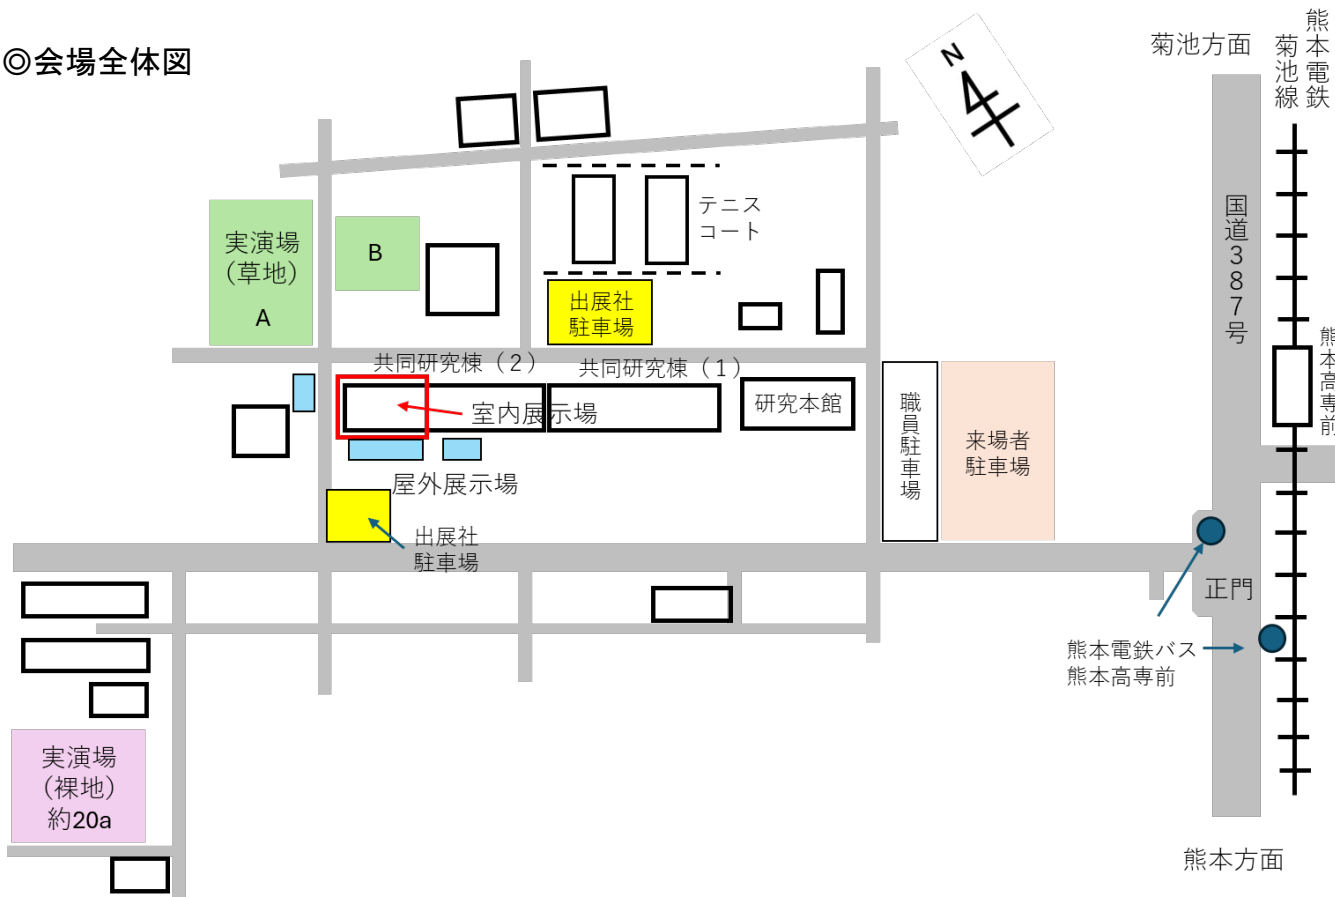 ◎会場全体図
N
菊池方面
熊本電鉄
菊池線
国道387号
熊本高専前
テニス
コート
実演場
（草地）
A
B
出展社
駐車場
共同研究棟（2）
共同研究棟（1）
室内展示場
研究本館
職員駐車場
来場者
駐車場
屋外展示場
出展社
駐車場
正門
熊本電鉄バス
熊本高専前
実演場
（裸地）
約20a
熊本方面